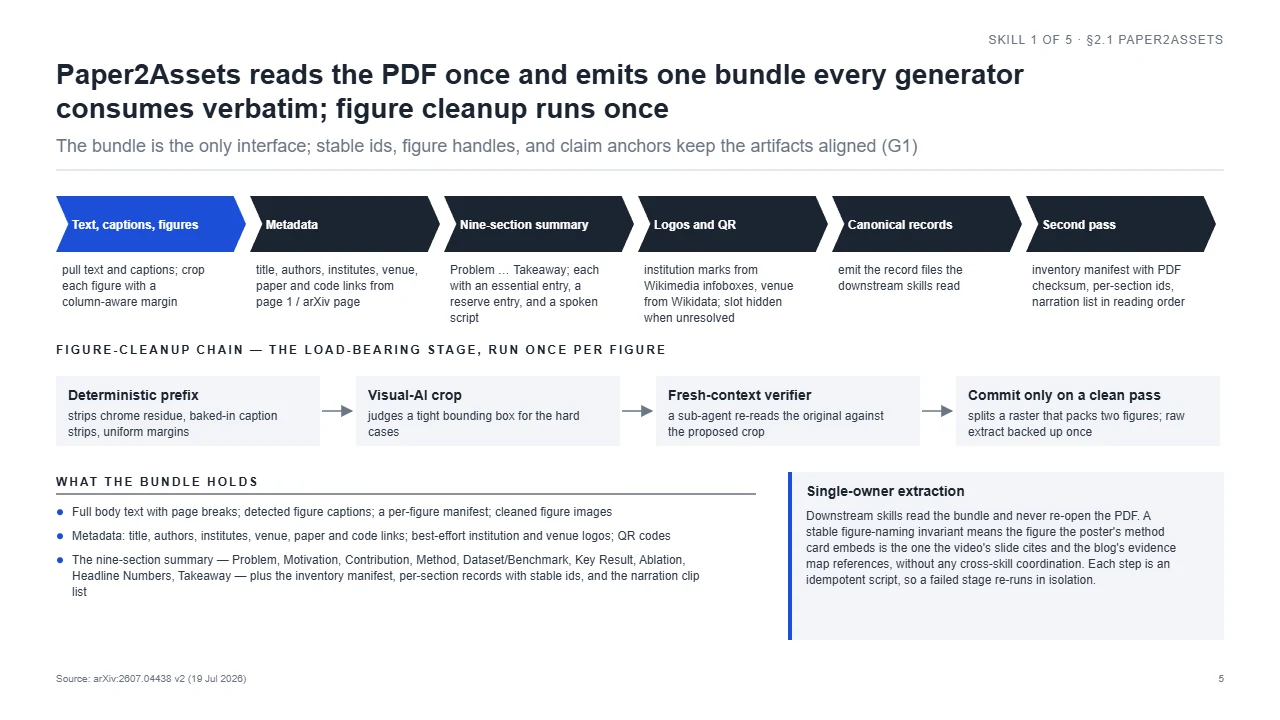 SKILL 1 OF 5 · §2.1 PAPER2ASSETS
Paper2Assets reads the PDF once and emits one bundle every generator
consumes verbatim; figure cleanup runs once
The bundle is the only interface; stable ids, figure handles, and claim anchors keep the artifacts aligned (G1)
Text, captions, figures
pull text and captions; crop
each figure with a
column-aware margin
Metadata
title, authors, institutes, venue,
paper and code links from
page 1 / arXiv page
Nine-section summary
Problem … Takeaway; each
with an essential entry, a
reserve entry, and a spoken
script
Logos and QR
institution marks from
Wikimedia infoboxes, venue
from Wikidata; slot hidden
when unresolved
Canonical records
emit the record files the
downstream skills read
Second pass
inventory manifest with PDF
checksum, per-section ids,
narration list in reading order
FIGURE-CLEANUP CHAIN — THE LOAD-BEARING STAGE, RUN ONCE PER FIGURE
Deterministic prefix
strips chrome residue, baked-in caption
strips, uniform margins
Visual-AI crop
judges a tight bounding box for the hard
cases
Fresh-context verifier
a sub-agent re-reads the original against
the proposed crop
Commit only on a clean pass
splits a raster that packs two figures; raw
extract backed up once
WHAT THE BUNDLE HOLDS
● Full body text with page breaks; detected figure captions; a per-figure manifest; cleaned figure images
● Metadata: title, authors, institutes, venue, paper and code links; best-effort institution and venue logos; QR codes
● The nine-section summary — Problem, Motivation, Contribution, Method, Dataset/Benchmark, Key Result, Ablation,
Headline Numbers, Takeaway — plus the inventory manifest, per-section records with stable ids, and the narration clip
list
Single-owner extraction
Downstream skills read the bundle and never re-open the PDF. A
stable figure-naming invariant means the figure the poster's method
card embeds is the one the video's slide cites and the blog's evidence
map references, without any cross-skill coordination. Each step is an
idempotent script, so a failed stage re-runs in isolation.
Source: arXiv:2607.04438 v2 (19 Jul 2026)
5